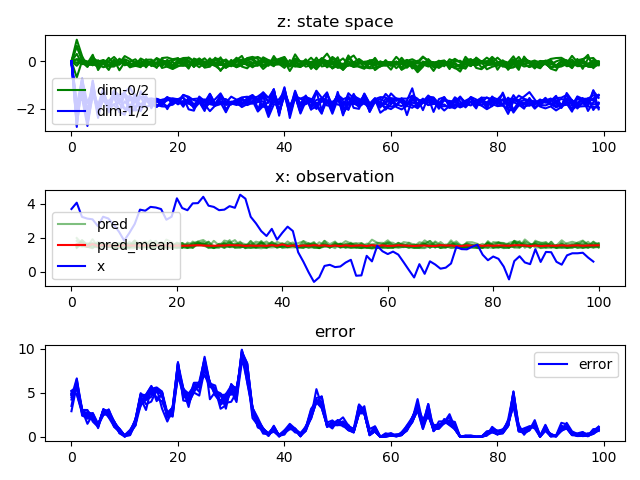 z: state space
0
−2
dim-0/2
dim-1/2
0 20 40 60 80 100
x: observation
4
2
0
pred
pred_mean
x
0 20 40 60 80 100
error
10
5
0
error
0 20 40 60 80 100